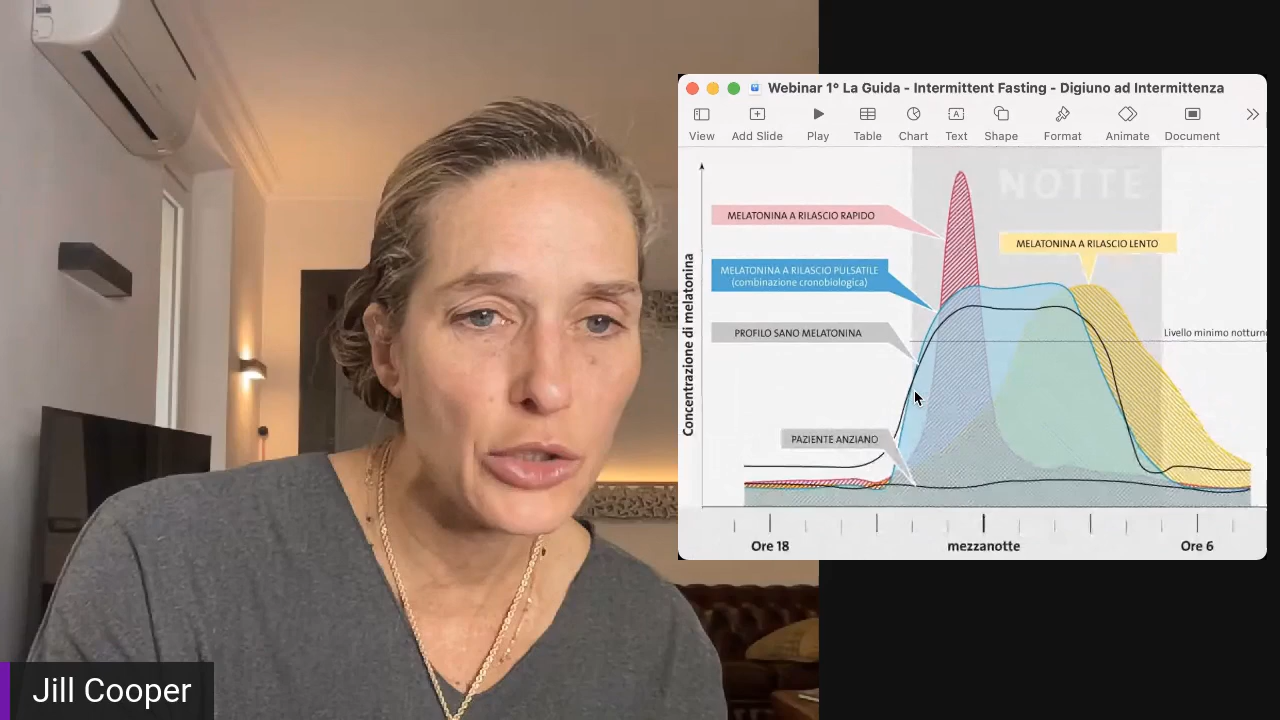 Webinar 1° La Guida - Intermittent Fasting - Digiuno ad Intermittenza
View Add Slide Play Table Chart Text Shape Format Animate Document
NOTTE
MELATONINA A RILASCIO RAPIDO
MELATONINA A RILASCIO LENTO
MELATONINA A RILASCIO PULSATILE
(combinazione cronobiologica)
PROFILO SANO MELATONINA
Livello minimo notturno
PAZIENTE ANZIANO
Concentrazione di melatonina
Ore 18 mezzanotte Ore 6
Jill Cooper